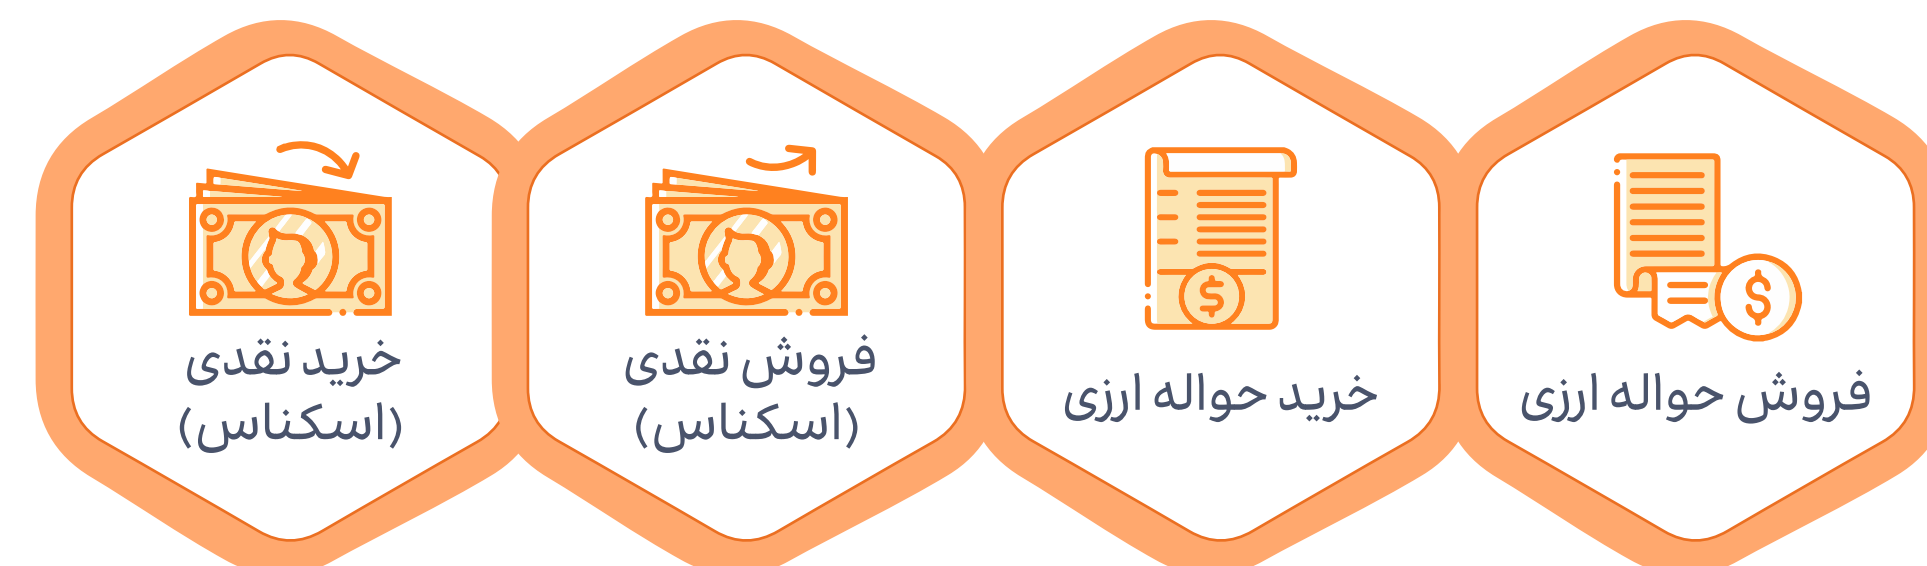 فروش حواله ارزی
خرید حواله ارزی
فروش نقدی
(اسکناس)
خرید نقدی
(اسکناس)